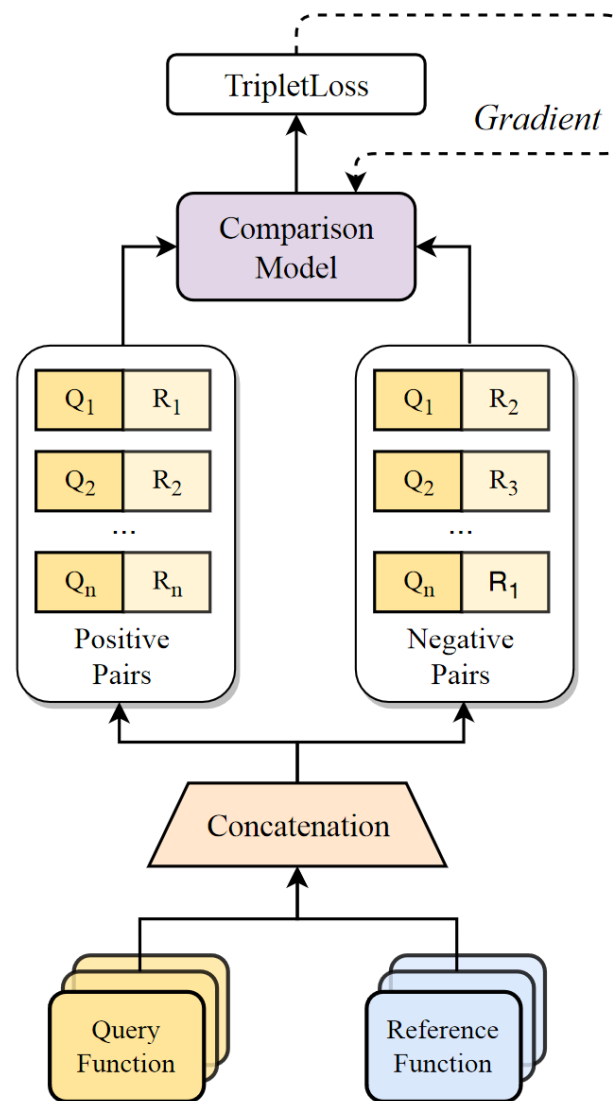 TripletLoss
Gradient
Comparison
Model
Q1 R1
Q2 R2
...
Qn Rn
Positive
Pairs
Q1 R2
Q2 R3
...
Qn R1
Negative
Pairs
Concatenation
Query
Function
Reference
Function